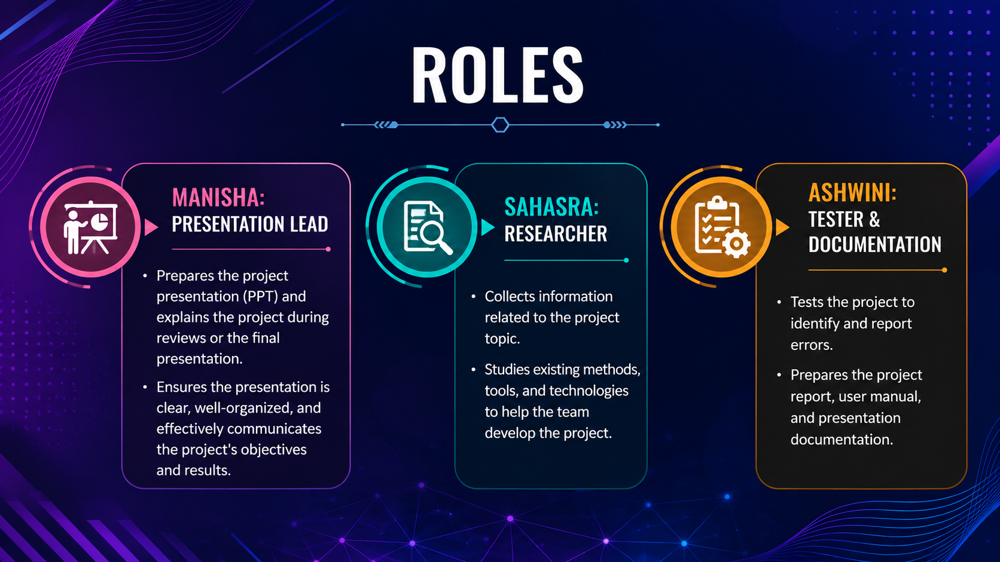 ROLES
MANISHA:
PRESENTATION LEAD
• Prepares the project
presentation (PPT) and
explains the project during
reviews or the final
presentation.
• Ensures the presentation is
clear, well-organized, and
effectively communicates
the project's objectives
and results.
SAHASRA:
RESEARCHER
• Collects information
related to the project
topic.
• Studies existing methods,
tools, and technologies
to help the team
develop the project.
ASHWINI:
TESTER &
DOCUMENTATION
• Tests the project to
identify and report
errors.
• Prepares the project
report, user manual,
and presentation
documentation.